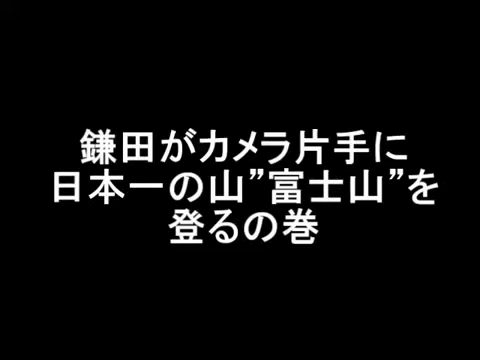 鎌田がカメラ片手に
日本一の山”富士山”を
登るの巻